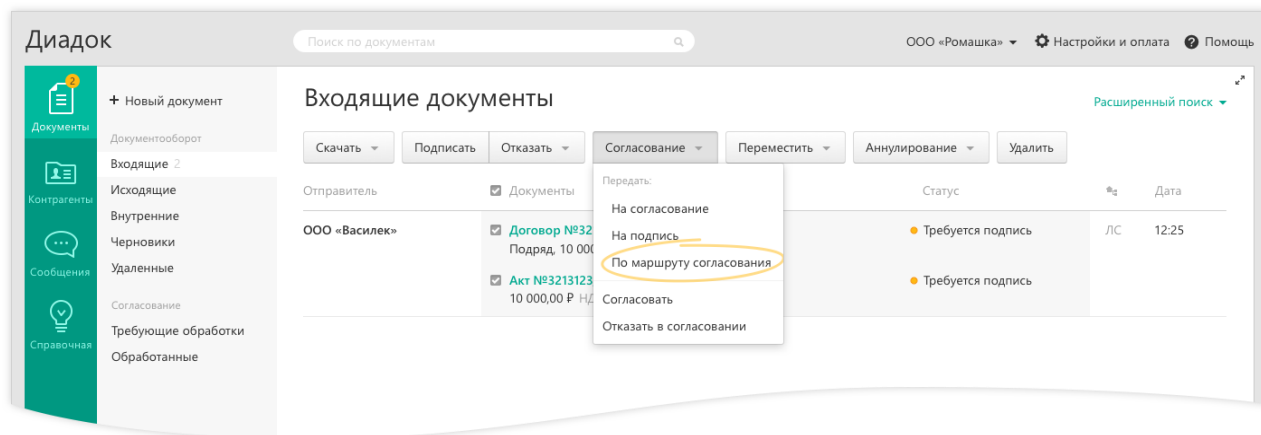 Диадок
Поиск по документам
ООО «Ромашка»
Настройки и оплата
Помощь
2
Документы
Контрагенты
Сообщения
Справочная
+ Новый документ
Документооборот
Входящие 2
Исходящие
Внутренние
Черновики
Удаленные
Согласование
Требующие обработки
Обработанные
Входящие документы
Расширенный поиск
Скачать
Подписать
Отказать
Согласование
Переместить
Аннулирование
Удалить
Отправитель
Документы
Статус
Дата
ООО «Василек»
Договор №32
Подряд, 10 000
Требуется подпись
ЛС
12:25
Акт №3213123
10 000,00 ₽ НД
Требуется подпись
Передать:
На согласование
На подпись
По маршруту согласования
Согласовать
Отказать в согласовании